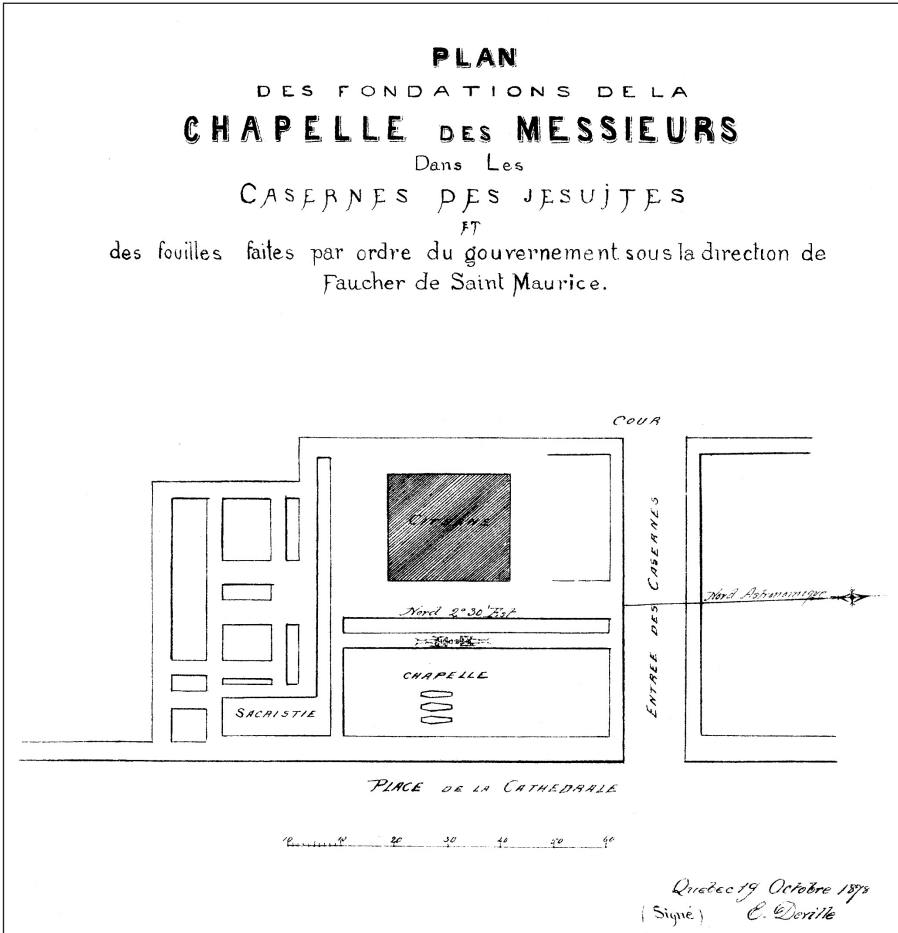 PLAN
DES FONDATIONS DE LA
CHAPELLE DES MESSIEURS
Dans Les
CASERNES DES JESUITES
ET
des fouilles faites par ordre du gouvernement sous la direction de
Faucher de Saint Maurice.
COUR
CITERNE
ENTREE DES CASERNES
Nord Astronomique
Nord 2° 30' Est
CHAPELLE
SACRISTIE
PLACE DE LA CATHEDRALE
10 20 30 40 50 60
Quebec 19 Octobre 1878
(Signé) E. Deville